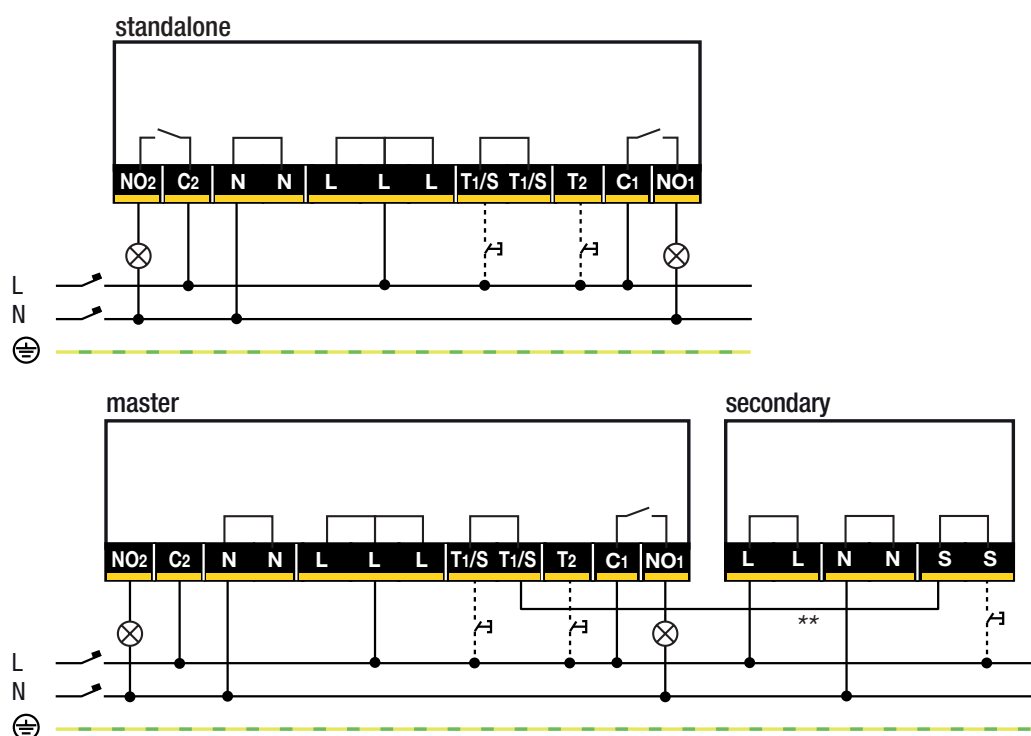 standalone
NO2 C2 N N L L L T1/S T1/S T2 C1 NO1
L
N
master
secondary
NO2 C2 N N L L L T1/S T1/S T2 C1 NO1
L L N N S S
**
L
N